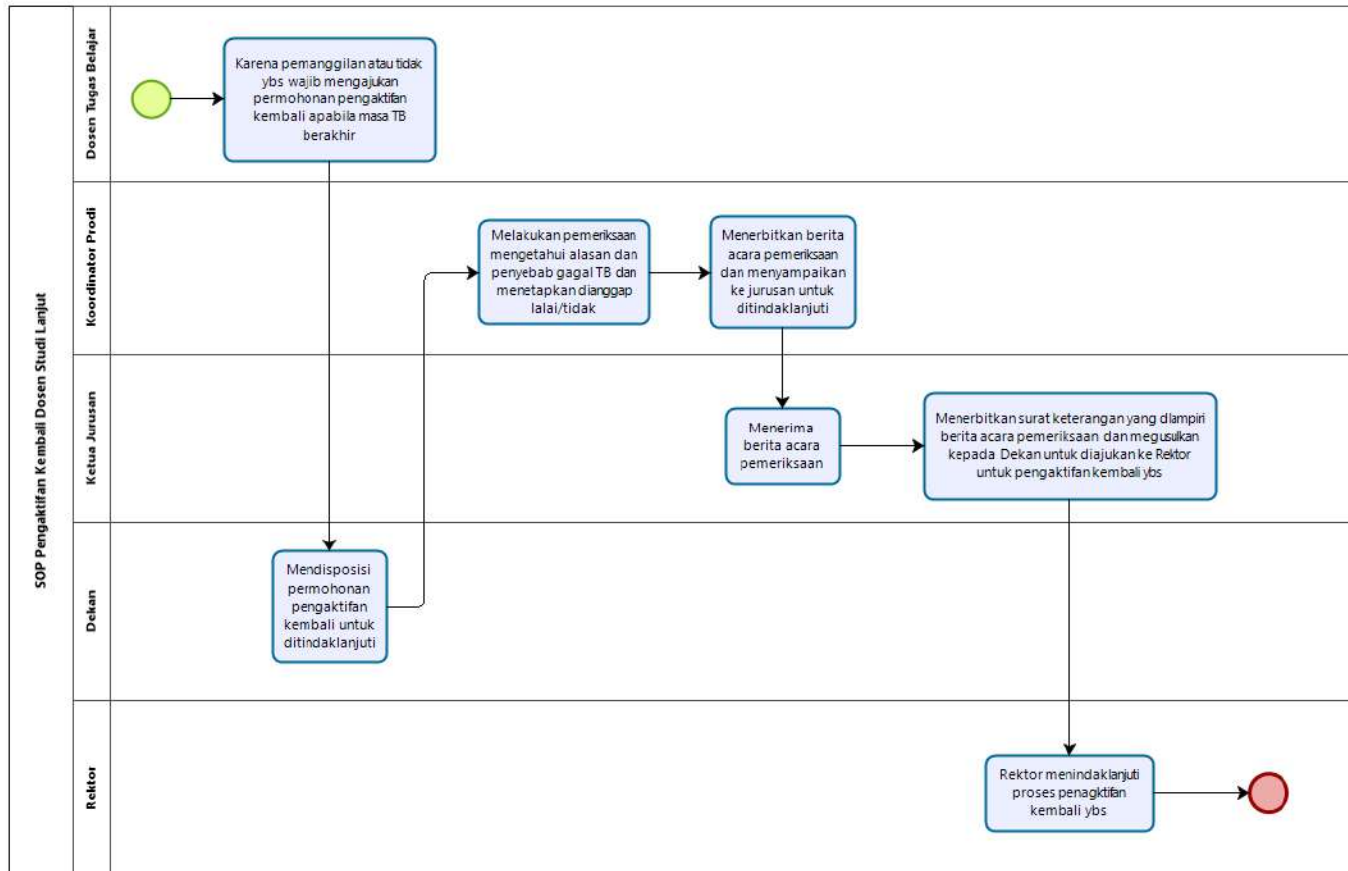 SOP Pengaktifan Kembali Dosen Studi Lanjut
Dosen Tugas Belajar
Karena pemanggilan atau tidak
ybs wajib mengajukan
permohonan pengaktifan
kembali apabila masa TB
berakhir
Koordinator Prodi
Melakukan pemeriksaan
mengetahui alasan dan
penyebab gagal TB dan
menetapkan dianggap
lalai/tidak
Menerbitkan berita
acara pemeriksaan
dan menyampaikan
ke jurusan untuk
ditindaklanjuti
Ketua Jurusan
Menerima
berita acara
pemeriksaan
Menerbitkan surat keterangan yang dlampiri
berita acara pemeriksaan dan megusulkan
kepada Dekan untuk diajukan ke Rektor
untuk pengaktifan kembali ybs
Dekan
Mendisposisi
permohonan
pengaktifan
kembali untuk
ditindaklanjuti
Rektor
Rektor menindaklanjuti
proses penagktifan
kembali ybs